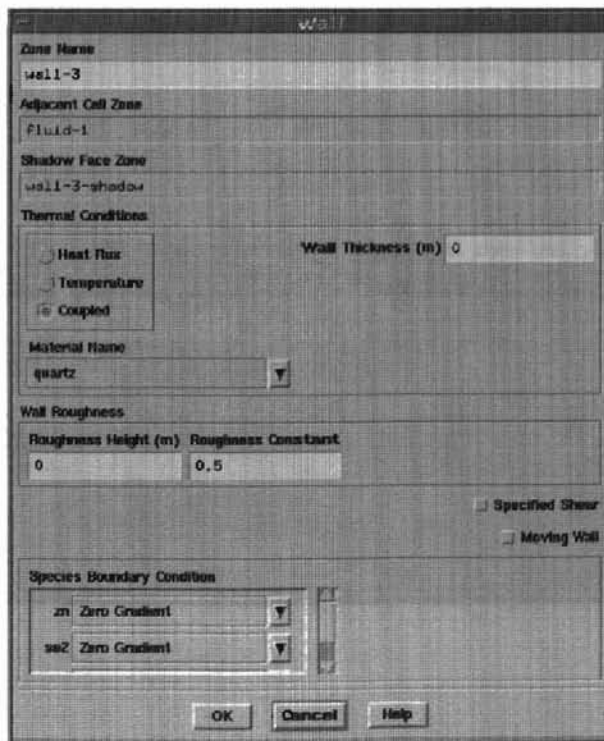 Wall
Zone Name
wall-3
Adjacent Cell Zone
fluid-1
Shadow Face Zone
wall-3-shadow
Thermal Conditions
Heat Flux
Temperature
Coupled
Wall Thickness (m) 0
Material Name
quartz
Wall Roughness
Roughness Height (m) Roughness Constant
0 0.5
Specified Shear
Moving Wall
Species Boundary Condition
zn Zero Gradient
so2 Zero Gradient
OK Cancel Help